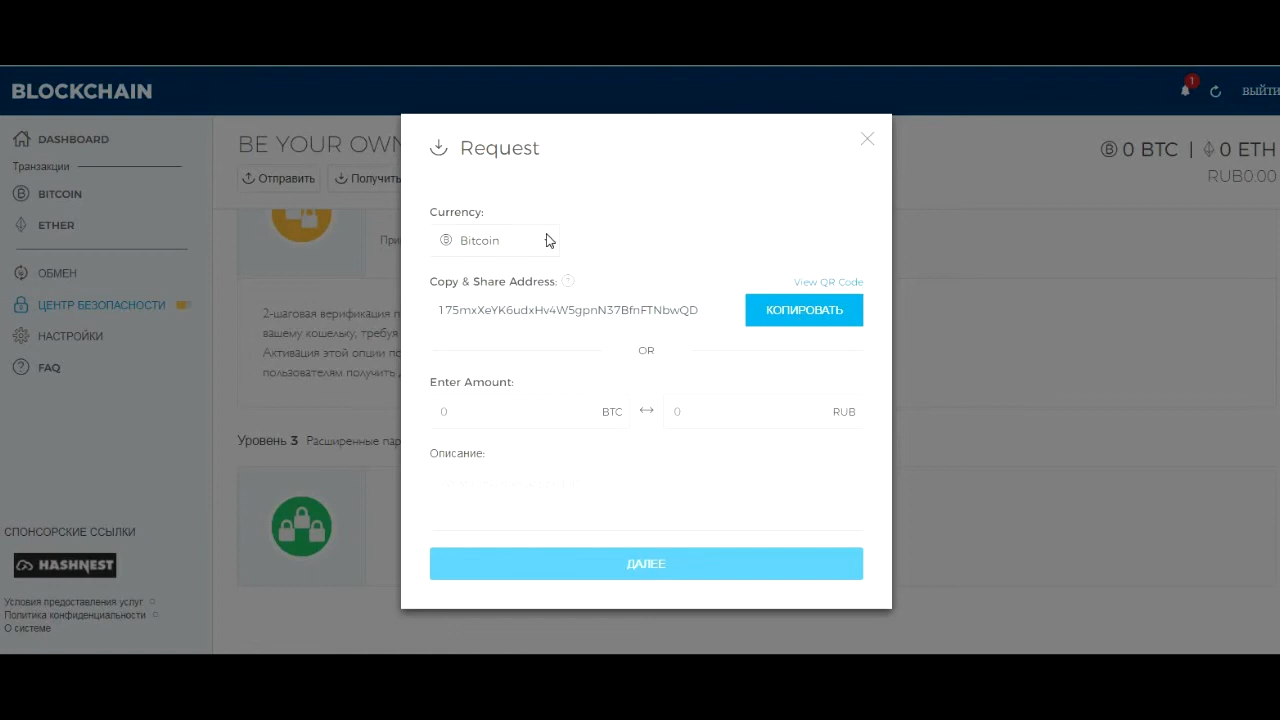 BLOCKCHAIN
1
ВЫЙТИ
DASHBOARD
Транзакции
BITCOIN
ETHER
ОБМЕН
ЦЕНТР БЕЗОПАСНОСТИ
НАСТРОЙКИ
FAQ
СПОНСОРСКИЕ ССЫЛКИ
HASHNEST
Условия предоставления услуг
Политика конфиденциальности
О системе
BE YOUR OWN
0 BTC | 0 ETH
RUB0.00
Отправить
Получить
2-шаговая верификация
вашему кошельку, требуя
Активация этой опции
пользователям получить
Уровень 3 Расширенные
Request
Currency:
Bitcoin
Copy & Share Address: ?
View QR Code
175mxXeYK6udxHv4W5gpnN37BfnFTNbwQD
КОПИРОВАТЬ
OR
Enter Amount:
0 BTC
0 RUB
Описание:
ДАЛЕЕ